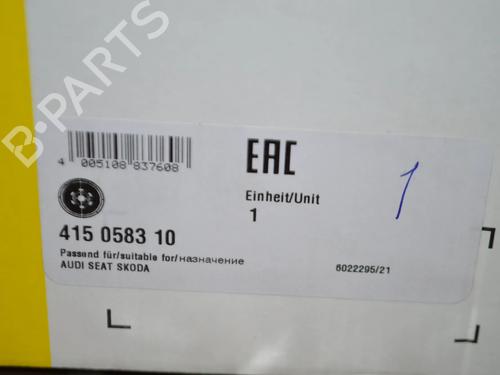 B-PARTS
EAC
4 005108 837608
Einheit/Unit
1
1
415 0583 10
Passend für/suitable for/назначение
AUDI SEAT SKODA
6022295/21